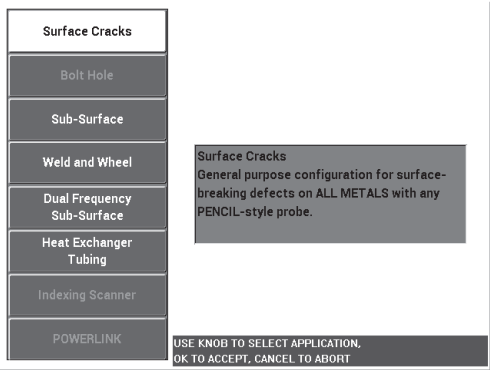 Surface Cracks
Bolt Hole
Sub-Surface
Weld and Wheel
Dual Frequency
Sub-Surface
Heat Exchanger
Tubing
Indexing Scanner
POWERLINK
Surface Cracks
General purpose configuration for surface-
breaking defects on ALL METALS with any
PENCIL-style probe.
USE KNOB TO SELECT APPLICATION,
OK TO ACCEPT, CANCEL TO ABORT